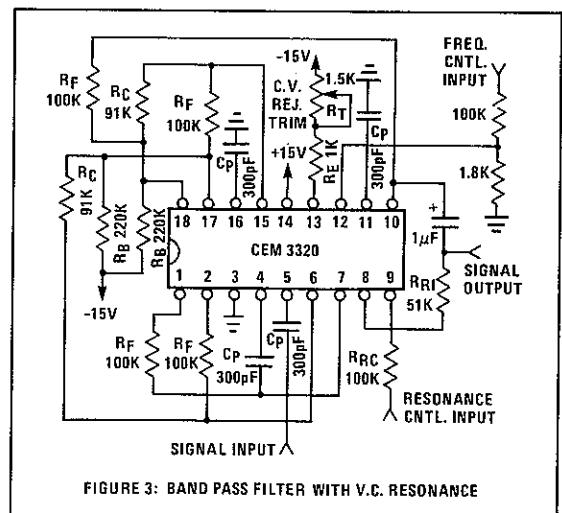 -15V
FREQ.
CNTL.
INPUT
RF
100K
RC
91K
RF
100K
C.V.
REJ.
TRIM
1.5K
RT
CP
300pF
100K
CP
300pF
+15V
RE 1K
1.8K
RC
91K
RB 220K
RB 220K
-15V
18 17 16 15 14 13 12 11 10
CEM 3320
1 2 3 4 5 6 7 8 9
+
1µF
SIGNAL
OUTPUT
RRI
51K
RF
100K
RF
100K
CP
300pF
CP
300pF
RRC
100K
RESONANCE
CNTL. INPUT
SIGNAL INPUT
FIGURE 3: BAND PASS FILTER WITH V.C. RESONANCE